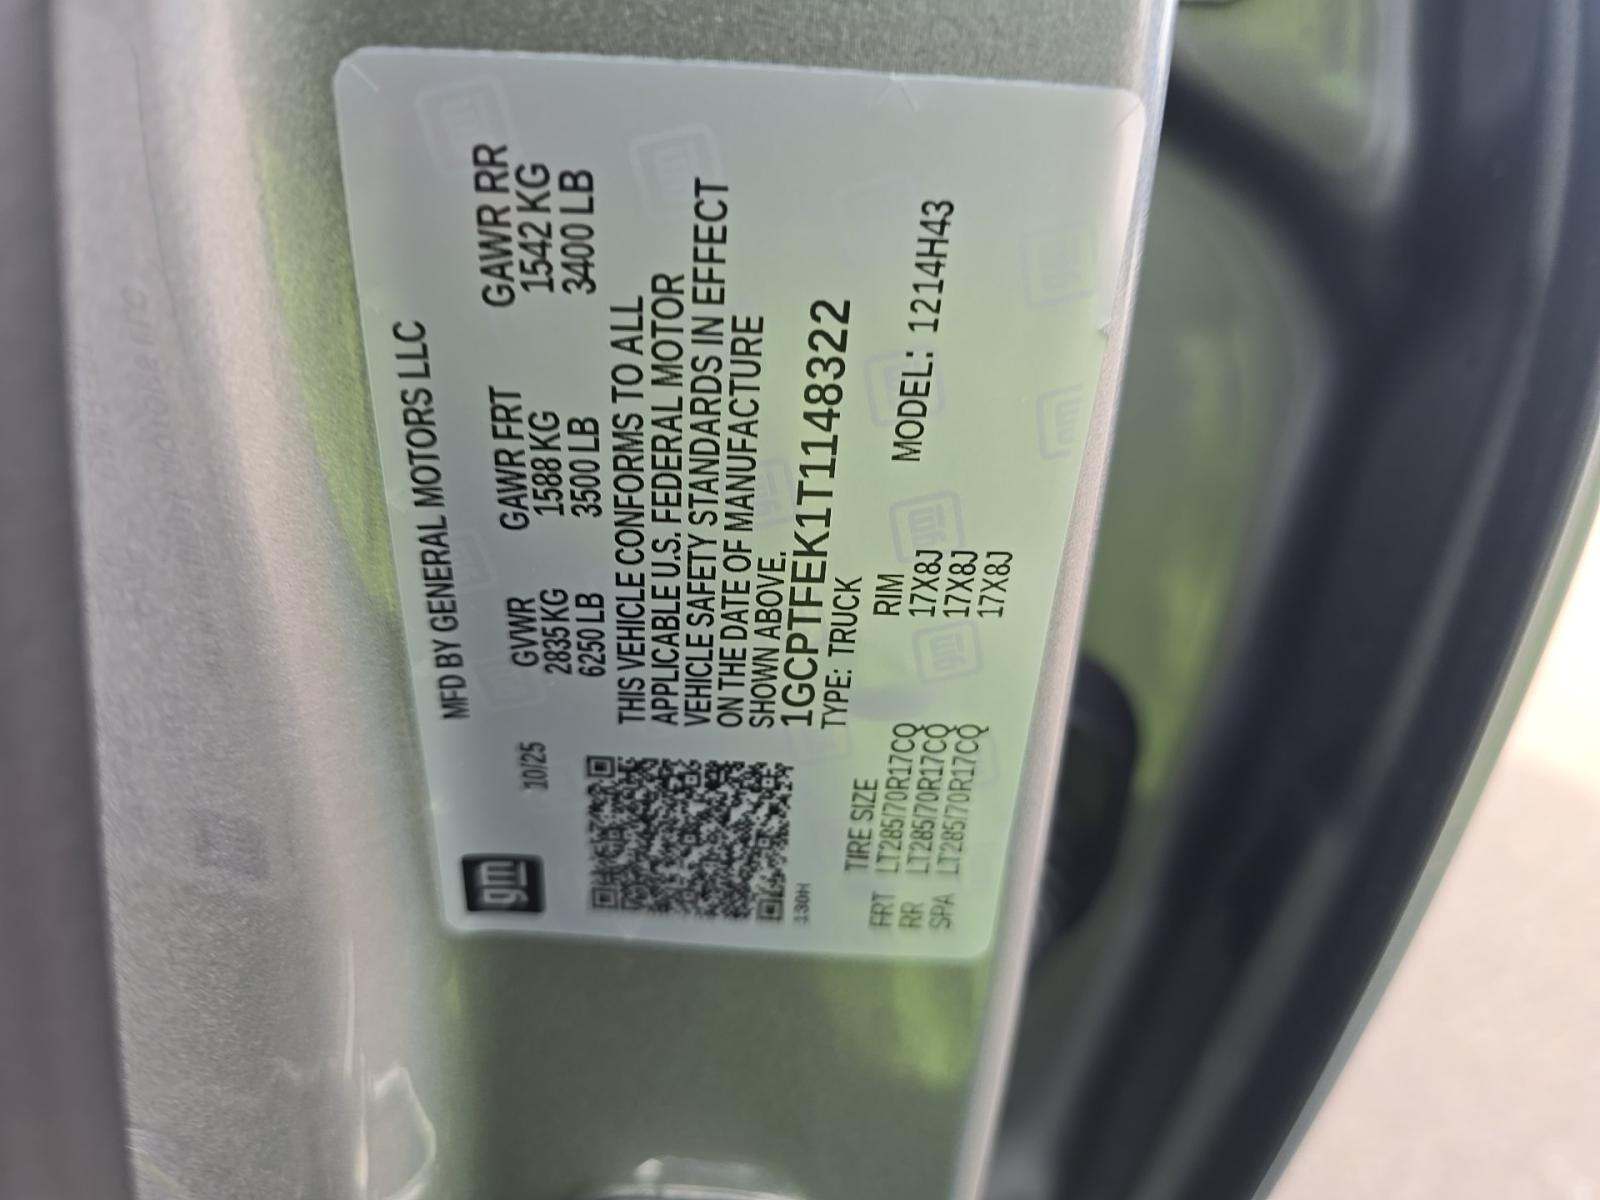 gm
MFD BY GENERAL MOTORS LLC
10/25
GVWR GAWR FRT GAWR RR
2835 KG 1588 KG 1542 KG
6250 LB 3500 LB 3400 LB
THIS VEHICLE CONFORMS TO ALL
APPLICABLE U.S. FEDERAL MOTOR
VEHICLE SAFETY STANDARDS IN EFFECT
ON THE DATE OF MANUFACTURE
SHOWN ABOVE.
1GCPTFEK1T1148322
130H
TYPE: TRUCK
TIRE SIZE RIM MODEL: 1214H43
FRT LT285/70R17CQ 17X8J
RR LT285/70R17CQ 17X8J
SPA LT285/70R17CQ 17X8J